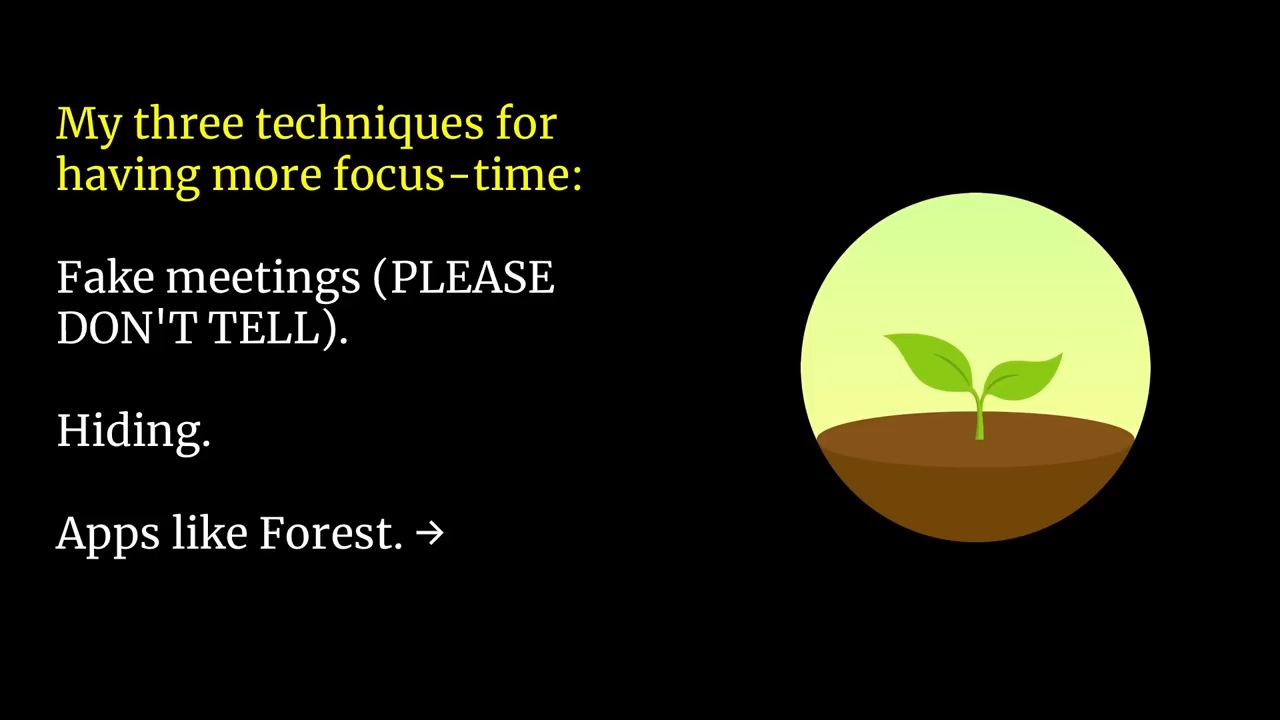 My three techniques for
having more focus-time:
Fake meetings (PLEASE
DON'T TELL).
Hiding.
Apps like Forest. →